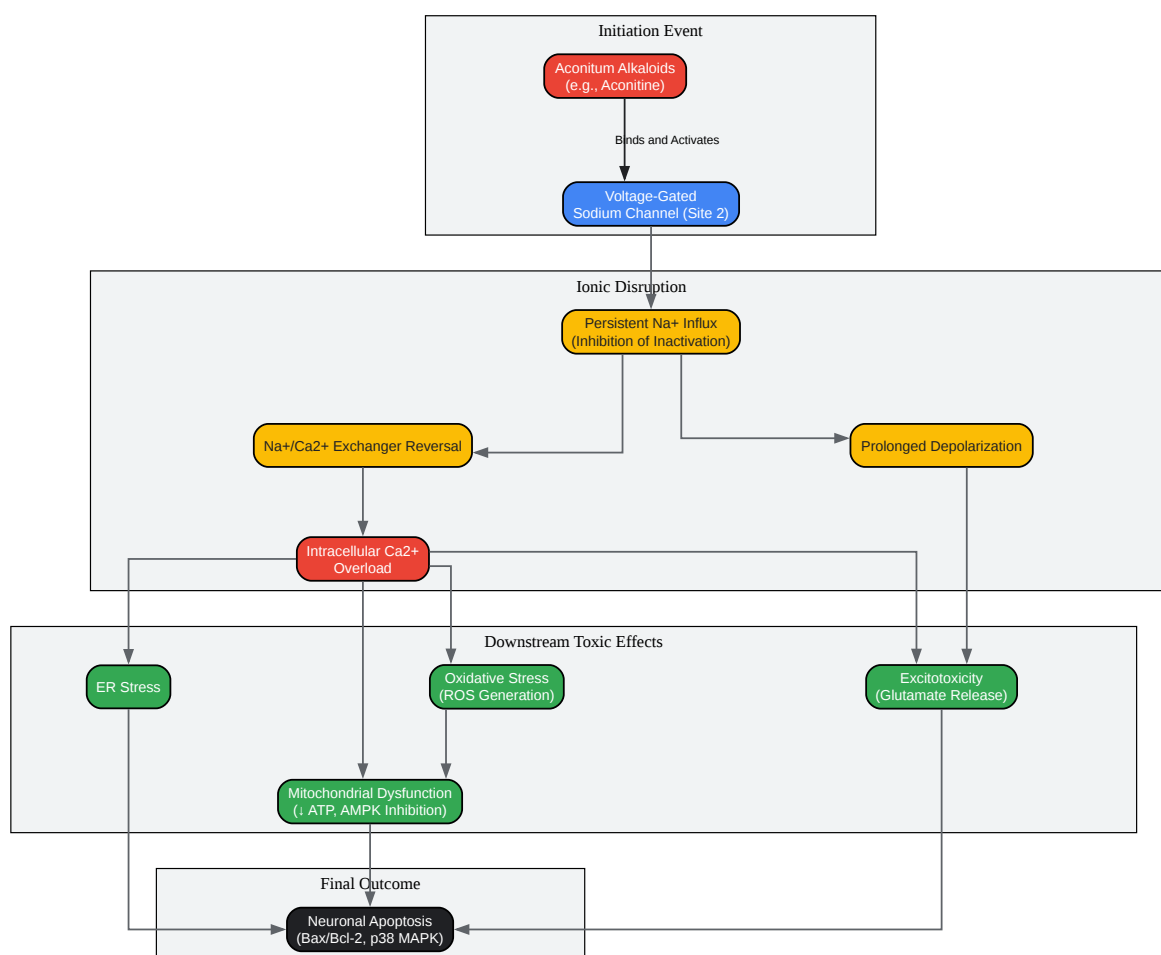 Initiation Event
Aconitum Alkaloids
(e.g., Aconitine)
Binds and Activates
Voltage-Gated
Sodium Channel (Site 2)
Ionic Disruption
Persistent Na+ Influx
(Inhibition of Inactivation)
Na+/Ca2+ Exchanger Reversal
Prolonged Depolarization
Intracellular Ca2+
Overload
Downstream Toxic Effects
ER Stress
Oxidative Stress
(ROS Generation)
Excitotoxicity
(Glutamate Release)
Mitochondrial Dysfunction
(↓ ATP, AMPK Inhibition)
Final Outcome
Neuronal Apoptosis
(Bax/Bcl-2, p38 MAPK)